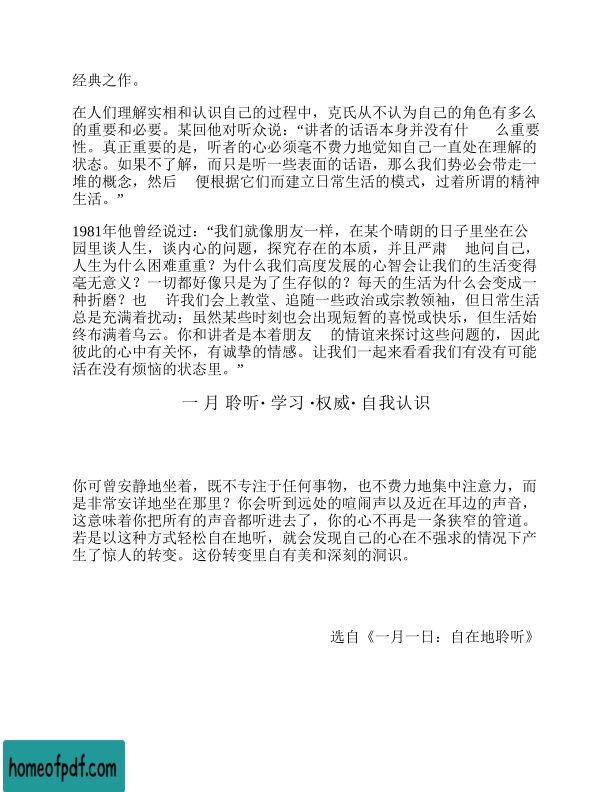 经典之作。
在人们理解实相和认识自己的过程中，克氏从不认为自己的角色有多么
的重要和必要。某回他对听众说：“讲者的话语本身并没有什　　么重要
性。真正重要的是，听者的心必须毫不费力地觉知自己一直处在理解的
状态。如果不了解，而只是听一些表面的话语，那么我们势必会带走一
堆的概念，然后　便根据它们而建立日常生活的模式，过着所谓的精神
生活。”
1981年他曾经说过：“我们就像朋友一样，在某个晴朗的日子里坐在公
园里谈人生，谈内心的问题，探究存在的本质，并且严肃　地问自己，
人生为什么困难重重？为什么我们高度发展的心智会让我们的生活变得
毫无意义？一切都好像只是为了生存似的？每天的生活为什么会变成一
种折磨？也　许我们会上教堂、追随一些政治或宗教领袖，但日常生活
总是充满着扰动；虽然某些时刻也会出现短暂的喜悦或快乐，但生活始
终布满着乌云。你和讲者是本着朋友　的情谊来探讨这些问题的，因此
彼此的心中有关怀，有诚挚的情感。让我们一起来看看我们有没有可能
活在没有烦恼的状态里。”
一 月 聆听· 学习 ·权威· 自我认识
你可曾安静地坐着，既不专注于任何事物，也不费力地集中注意力，而
是非常安详地坐在那里？你会听到远处的喧闹声以及近在耳边的声音，
这意味着你把所有的声音都听进去了，你的心不再是一条狭窄的管道。
若是以这种方式轻松自在地听，就会发现自己的心在不强求的情况下产
生了惊人的转变。这份转变里自有美和深刻的洞识。
选自《一月一日：自在地聆听》
homeofpdf.com